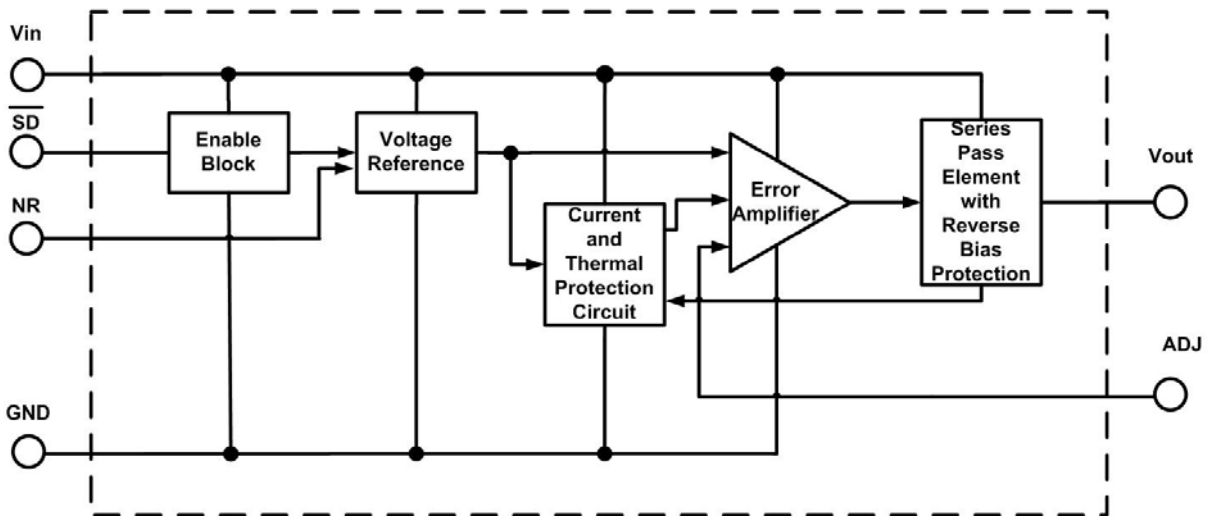 Vin
SD
NR
GND
Enable
Block
Voltage
Reference
Current
and
Thermal
Protection
Circuit
Error
Amplifier
Series
Pass
Element
with
Reverse
Bias
Protection
Vout
ADJ